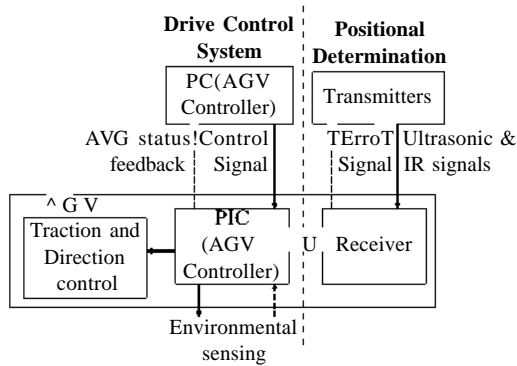 Drive Control
System
Positional
Determination
PC(AGV
Controller)
Transmitters
AVG status!Control
feedback Signal
TErroT Ultrasonic &
Signal IR signals
^ G V
Traction and
Direction
control
PIC
(AGV
Controller)
U
Receiver
Environmental
sensing